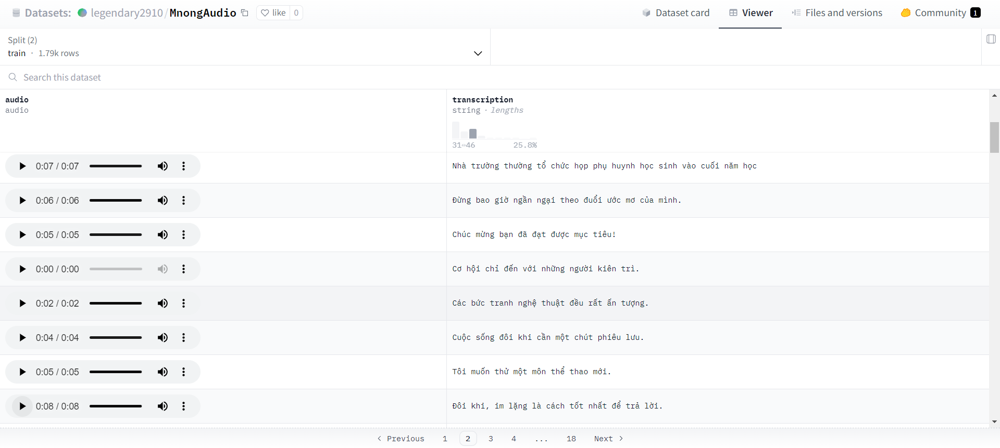 Datasets: legendary2910/MnongAudio like 0 Dataset card Viewer Files and versions Community 1
Split (2)
train · 1.79k rows
Search this dataset
audio transcription
audio string · lengths
31↔46 25.8%
0:07 / 0:07 Nhà trường thường tổ chức họp phụ huynh học sinh vào cuối năm học
0:06 / 0:06 Đừng bao giờ ngần ngại theo đuổi ước mơ của mình.
0:05 / 0:05 Chúc mừng bạn đã đạt được mục tiêu!
0:00 / 0:00 Cơ hội chỉ đến với những người kiên trì.
0:02 / 0:02 Các bức tranh nghệ thuật đều rất ấn tượng.
0:04 / 0:04 Cuộc sống đôi khi cần một chút phiêu lưu.
0:05 / 0:05 Tôi muốn thử một môn thể thao mới.
0:08 / 0:08 Đôi khi, im lặng là cách tốt nhất để trả lời.
Previous 1 2 3 4 ... 18 Next